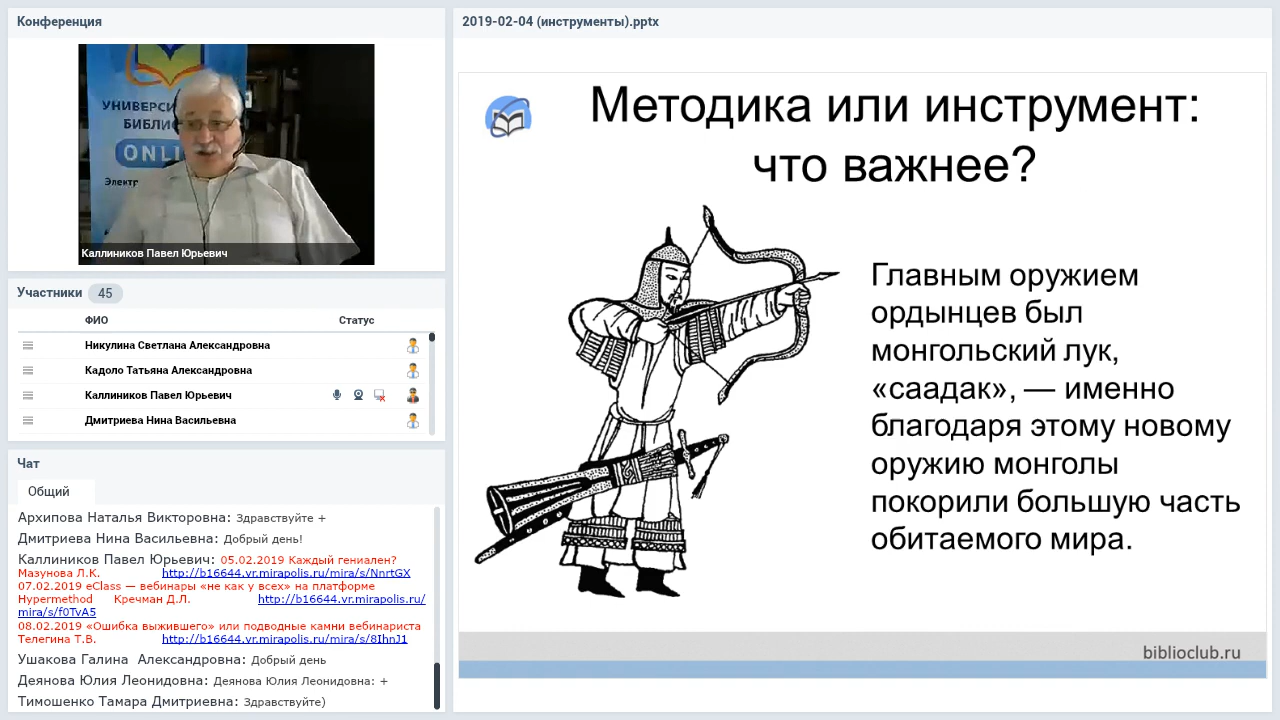 Конференция
УНИВЕРСИ
БИБЛИО
ONLI
Электр
Каллиников Павел Юрьевич
Участники 45
ФИО Статус
Никулина Светлана Александровна
Кадоло Татьяна Александровна
Каллиников Павел Юрьевич
Дмитриева Нина Васильевна
Чат
Общий
Архипова Наталья Викторовна: Здравствуйте +
Дмитриева Нина Васильевна: Добрый день!
Каллиников Павел Юрьевич: 05.02.2019 Каждый гениален?
Мазунова Л.К. http://b16644.vr.mirapolis.ru/mira/s/NnrtGX
07.02.2019 eClass — вебинары «не как у всех» на платформе
Hypermethod Кречман Д.Л. http://b16644.vr.mirapolis.ru/
mira/s/f0TvA5
08.02.2019 «Ошибка выжившего» или подводные камни вебинариста
Телегина Т.В. http://b16644.vr.mirapolis.ru/mira/s/8IhnJ1
Ушакова Галина Александровна: Добрый день
Деянова Юлия Леонидовна: Деянова Юлия Леонидовна: +
Тимошенко Тамара Дмитриевна: Здравствуйте)
2019-02-04 (инструменты).pptx
Методика или инструмент:
что важнее?
Главным оружием
ордынцев был
монгольский лук,
«саадак», — именно
благодаря этому новому
оружию монголы
покорили большую часть
обитаемого мира.
biblioclub.ru